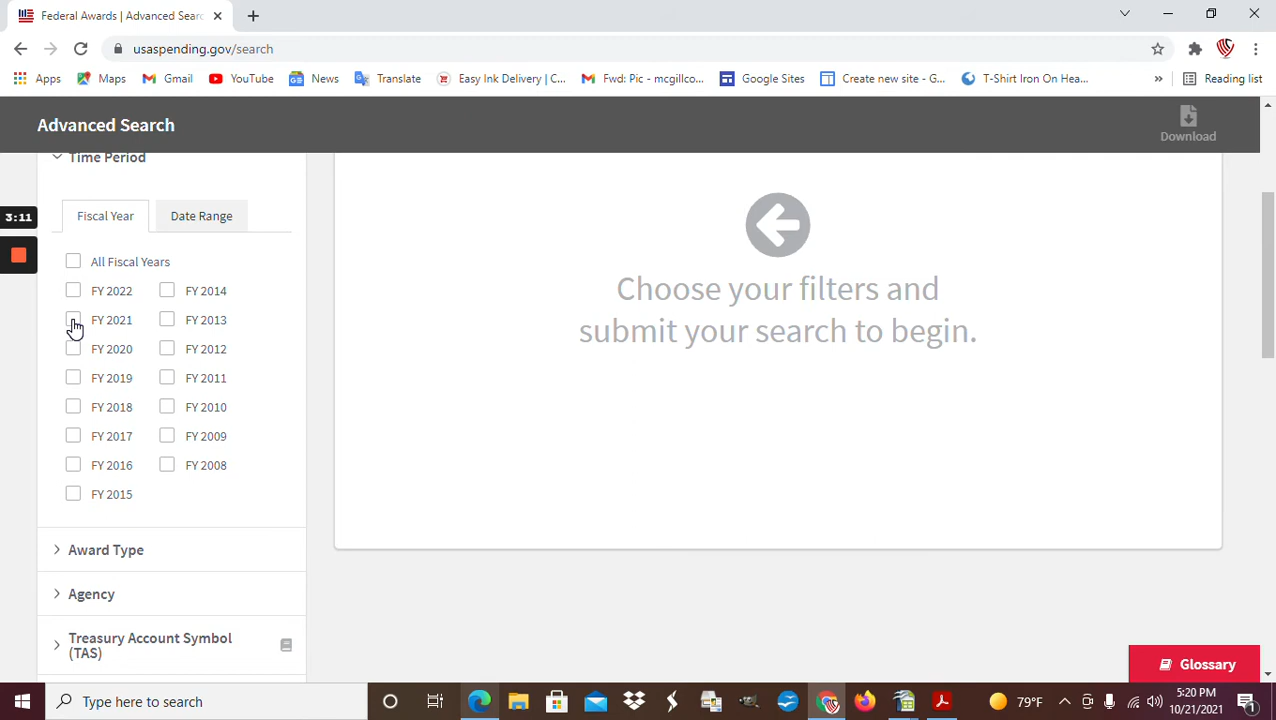 Federal Awards | Advanced Searc
usaspending.gov/search
Apps Maps Gmail YouTube News Translate Easy Ink Delivery | C... Fwd: Pic - mcgillco... Google Sites Create new site - G... T-Shirt Iron On Hea... » Reading list
Advanced Search
Download
Time Period
3:11
Fiscal Year Date Range
All Fiscal Years
FY 2022 FY 2014
FY 2021 FY 2013
FY 2020 FY 2012
FY 2019 FY 2011
FY 2018 FY 2010
FY 2017 FY 2009
FY 2016 FY 2008
FY 2015
Award Type
Agency
Treasury Account Symbol
(TAS)
Choose your filters and
submit your search to begin.
Glossary
Type here to search
79°F
5:20 PM
10/21/2021
1